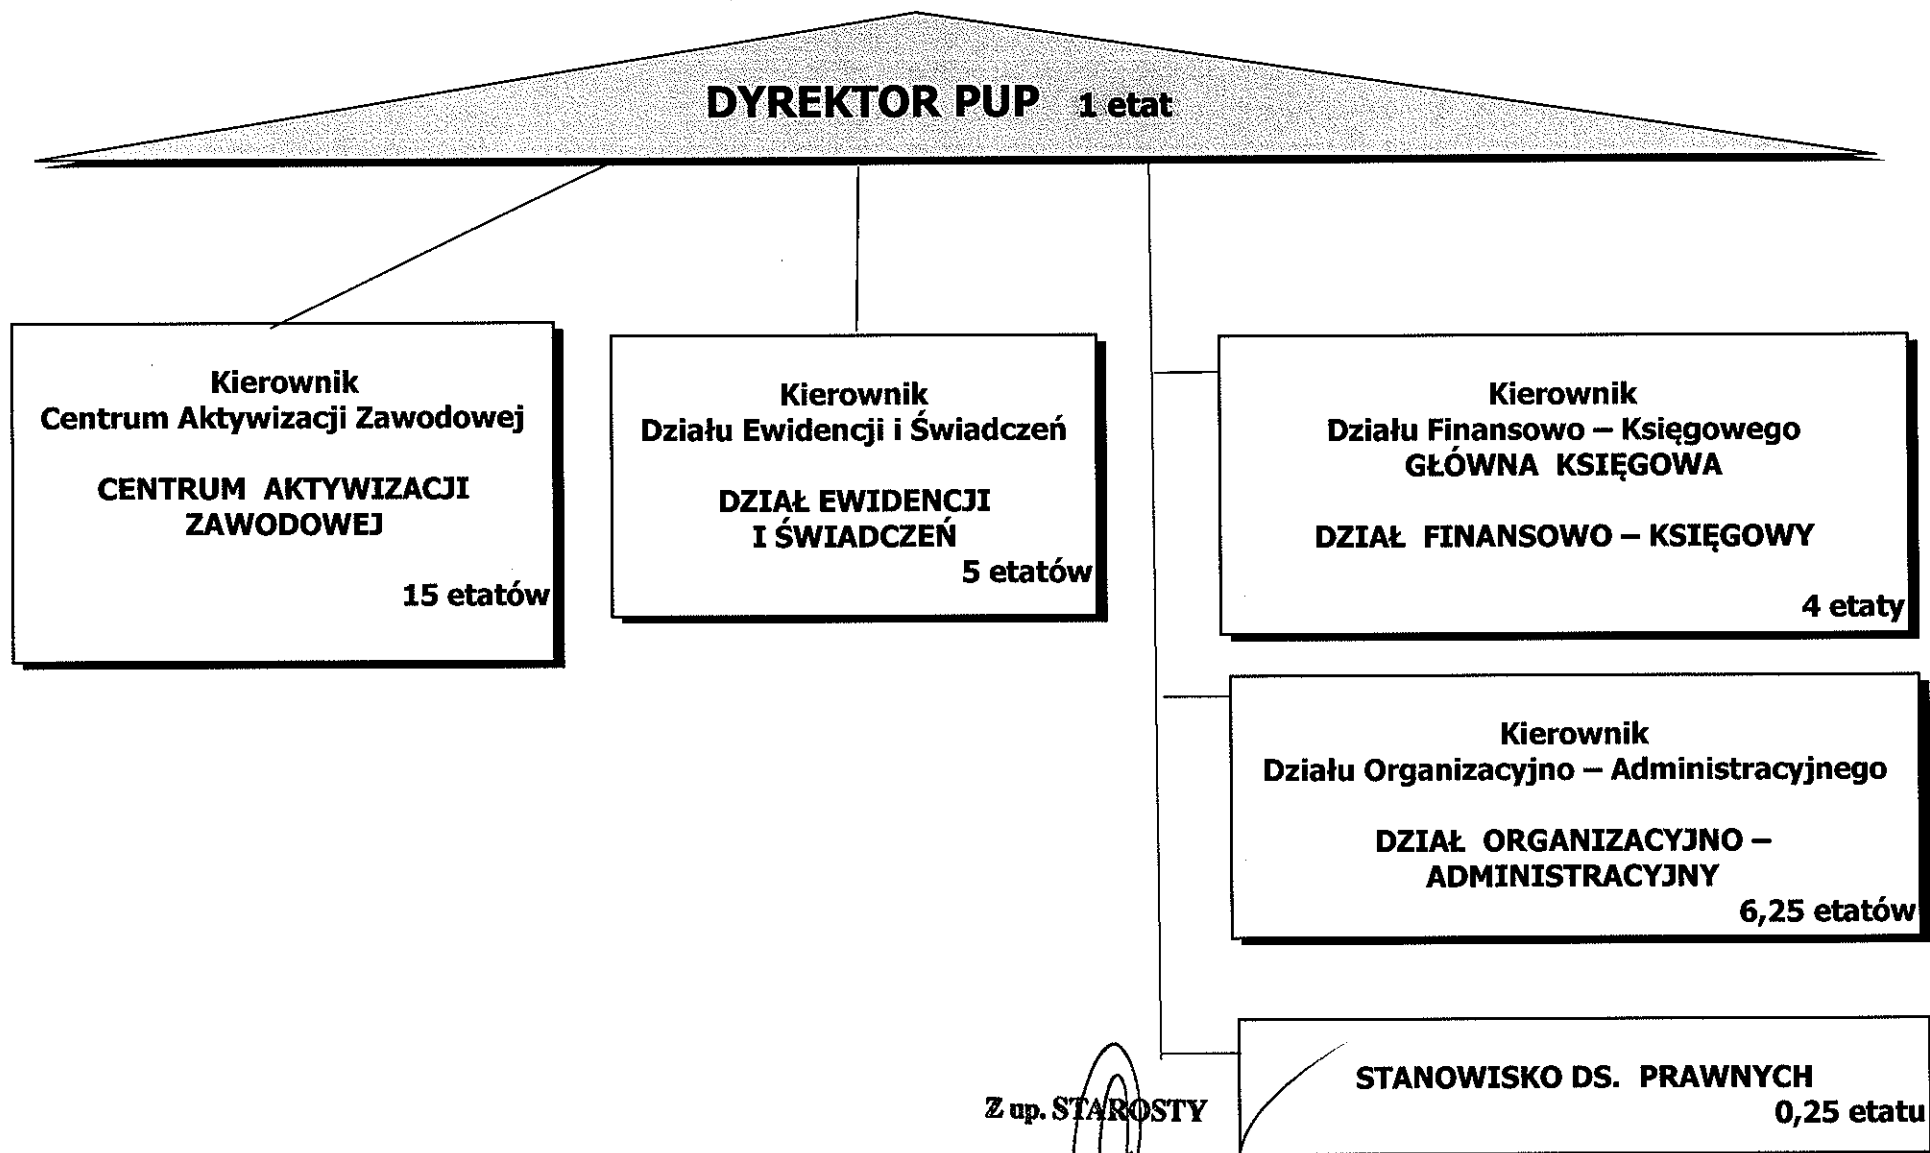 DYREKTOR PUP 1 etat
Kierownik
Centrum Aktywizacji Zawodowej
CENTRUM AKTYWIZACJI
ZAWODOWEJ
15 etatów
Kierownik
Działu Ewidencji i Świadczeń
DZIAŁ EWIDENCJI
I ŚWIADCZEŃ
5 etatów
Kierownik
Działu Finansowo – Księgowego
GŁÓWNA KSIĘGOWA
DZIAŁ FINANSOWO – KSIĘGOWY
4 etaty
Kierownik
Działu Organizacyjno – Administracyjnego
DZIAŁ ORGANIZACYJNO –
ADMINISTRACYJNY
6,25 etatów
STANOWISKO DS. PRAWNYCH
0,25 etatu
Z up. STAROSTY